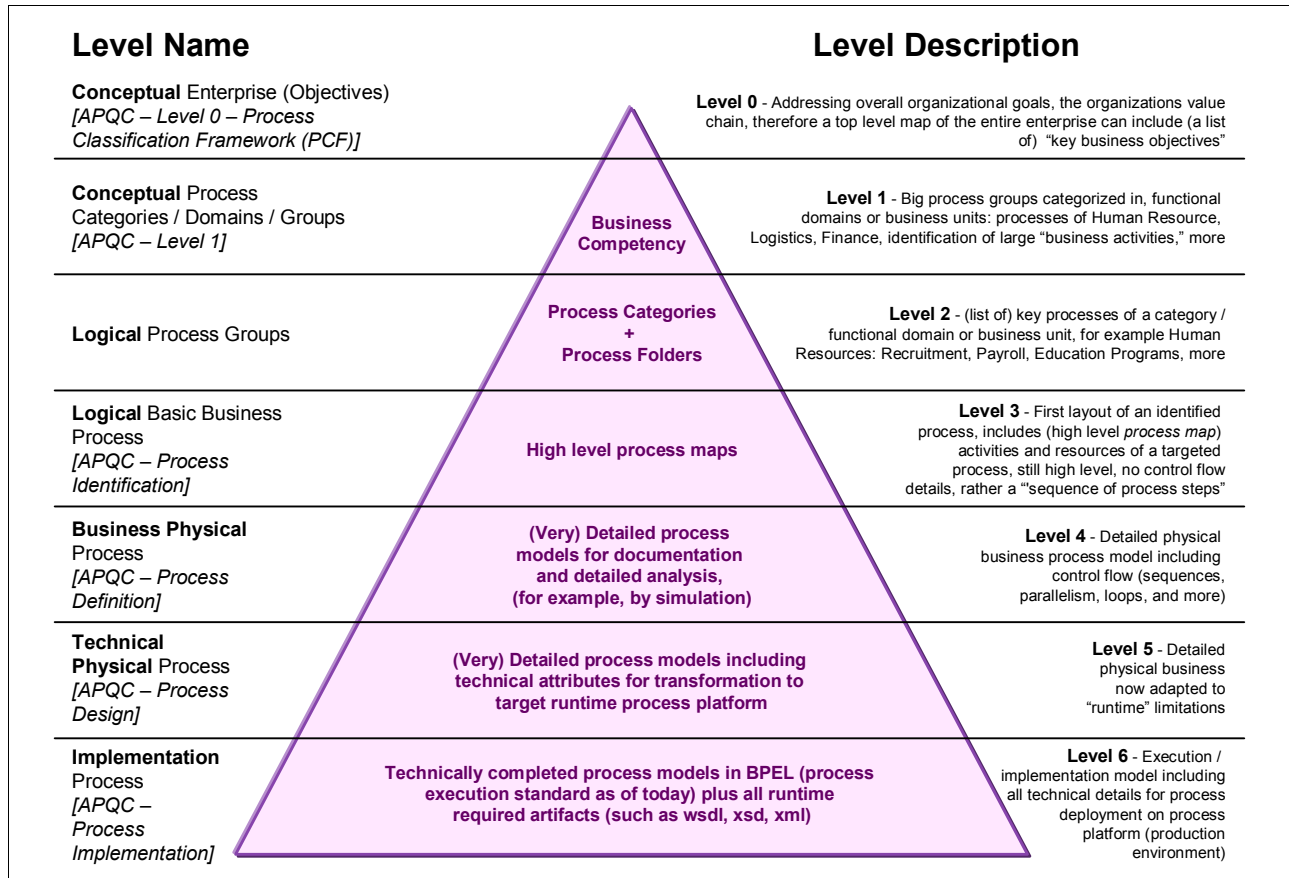 Level Name
Level Description
Conceptual Enterprise (Objectives)
[APQC – Level 0 – Process
Classification Framework (PCF)]
Level 0 - Addressing overall organizational goals, the organizations value
chain, therefore a top level map of the entire enterprise can include (a list
of) “key business objectives”
Conceptual Process
Categories / Domains / Groups
[APQC – Level 1]
Business
Competency
Level 1 - Big process groups categorized in, functional
domains or business units: processes of Human Resource,
Logistics, Finance, identification of large “business activities,” more
Logical Process Groups
Process Categories
+
Process Folders
Level 2 - (list of) key processes of a category /
functional domain or business unit, for example Human
Resources: Recruitment, Payroll, Education Programs, more
Logical Basic Business
Process
[APQC – Process
Identification]
High level process maps
Level 3 - First layout of an identified
process, includes (high level process map)
activities and resources of a targeted
process, still high level, no control flow
details, rather a “'sequence of process steps”
Business Physical
Process
[APQC – Process
Definition]
(Very) Detailed process
models for documentation
and detailed analysis,
(for example, by simulation)
Level 4 - Detailed physical
business process model including
control flow (sequences,
parallelism, loops, and more)
Technical
Physical Process
[APQC – Process
Design]
(Very) Detailed process models including
technical attributes for transformation to
target runtime process platform
Level 5 - Detailed
physical business
now adapted to
“runtime” limitations
Implementation
Process
[APQC –
Process
Implementation]
Technically completed process models in BPEL (process
execution standard as of today) plus all runtime
required artifacts (such as wsdl, xsd, xml)
Level 6 - Execution /
implementation model including
all technical details for process
deployment on process
platform (production
environment)